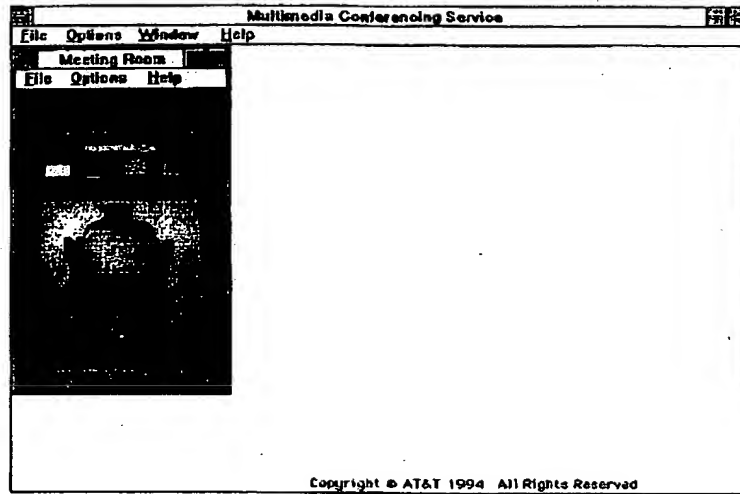 Multimedia Conferencing Service
File Options Window Help
Meeting Room
File Options Help
Copyright © AT&T 1994 All Rights Reserved